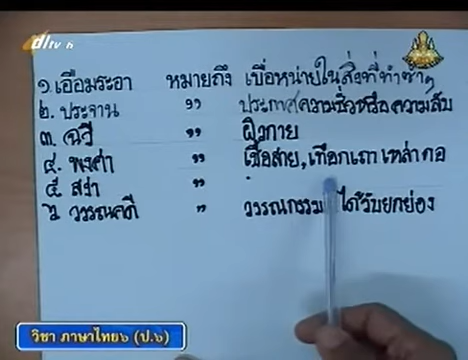 dltv ๖
๑. เอือมระอา หมายถึง เบื่อหน่ายในสิ่งที่ทำซ้ำๆ
๒. ประจาน " ประกาศความชั่วหรือความลับ
๓. ฉวี " ผิวกาย
๔. พงศา " เชื้อสาย, เทือกเถาเหล่ากอ
๕ สง่า "
๖ วรรณคดี " วรรณกรรม ได้รับยกย่อง
วิชา ภาษาไทย๖ (ป.๖)